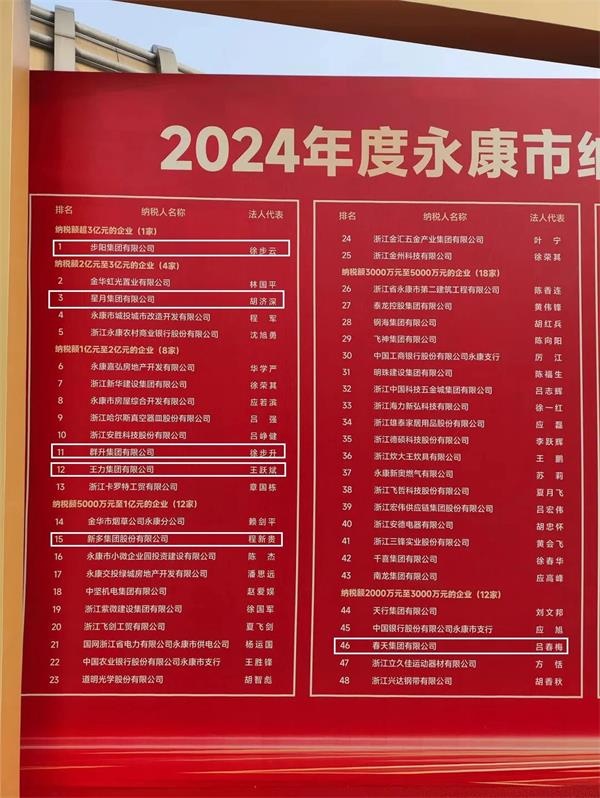 2024年度永康市纳
排名 纳税人名称 法人代表
纳税额超3亿元的企业（1家）
1 步阳集团有限公司 徐步云
纳税额2亿元至3亿元的企业（4家）
2 金华虹光置业有限公司 林国平
3 星月集团有限公司 胡济深
4 永康市城投城市改造开发有限公司 程军
5 浙江永康农村商业银行股份有限公司 沈旭勇
纳税额1亿元至2亿元的企业（8家）
6 永康嘉弘房地产开发有限公司 华学严
7 浙江新华建设集团有限公司 徐荣其
8 永康市房屋综合开发有限公司 应若滨
9 浙江哈尔斯真空器皿股份有限公司 吕强
10 浙江安胜科技股份有限公司 吕峥健
11 群升集团有限公司 徐步升
12 王力集团有限公司 王跃斌
13 浙江卡罗特工贸有限公司 章国栋
纳税额5000万元至1亿元的企业（12家）
14 金华市烟草公司永康分公司 赖剑平
15 新多集团股份有限公司 程新贵
16 永康市小微企业园投资建设有限公司 陈杰
17 永康交投绿城房地产开发有限公司 潘思远
18 中坚机电集团有限公司 赵爱娱
19 浙江紫微建设集团有限公司 徐国军
20 浙江飞剑工贸有限公司 夏飞剑
21 国网浙江省电力有限公司永康市供电公司 杨运国
22 中国农业银行股份有限公司永康市支行 王胜锋
23 道明光学股份有限公司 胡智彪
排名 纳税人名称 法人代表
24 浙江金汇五金产业集团有限公司 叶宁
25 浙江金州科技有限公司 徐荣其
纳税额3000万元至5000万元的企业（18家）
26 浙江省永康市第二建筑工程有限公司 陈香连
27 泰龙控股集团有限公司 黄伟锋
28 钢海集团有限公司 胡红兵
29 飞神集团有限公司 陈向阳
30 中国工商银行股份有限公司永康支行 厉江
31 明珠建设集团有限公司 陈福生
32 浙江中国科技五金城集团有限公司 吕志辉
33 浙江海力新弘科技有限公司 徐一红
34 浙江雄泰家居用品股份有限公司 应磊
35 浙江德硕科技股份有限公司 李跃辉
36 浙江炊大王炊具有限公司 王鹏
37 永康新奥燃气有限公司 苏莉
38 浙江飞哲科技股份有限公司 夏月飞
39 浙江宏伟供应链集团股份有限公司 吕宏伟
40 浙江安德电器有限公司 胡忠怀
41 浙江三锋实业股份有限公司 黄会飞
42 千喜集团有限公司 徐春华
43 南龙集团有限公司 应高峰
纳税额2000万元至3000万元的企业（12家）
44 天行集团有限公司 刘文邦
45 中国银行股份有限公司永康市支行 应旭
46 春天集团有限公司 吕春梅
47 浙江立久佳运动器材有限公司 方恬
48 浙江兴达钢带有限公司 胡香秋